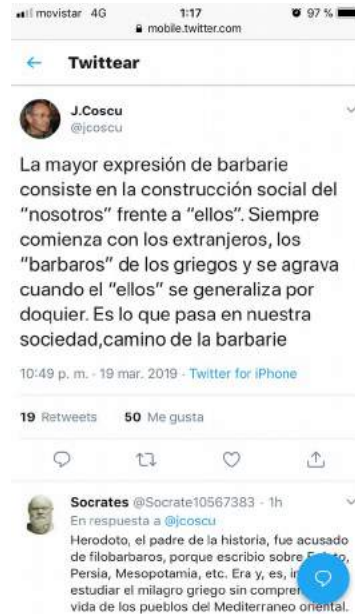 movistar 4G 1:17 97 %
mobile.twitter.com
Twittear
J.Coscu
@jcoscu
La mayor expresión de barbarie
consiste en la construcción social del
"nosotros" frente a "ellos". Siempre
comienza con los extranjeros, los
"barbaros" de los griegos y se agrava
cuando el "ellos" se generaliza por
doquier. Es lo que pasa en nuestra
sociedad,camino de la barbarie
10:49 p. m. · 19 mar. 2019 · Twitter for iPhone
19 Retweets 50 Me gusta
Socrates @Socrate10567383 · 1h
En respuesta a @jcoscu
Herodoto, el padre de la historia, fue acusado
de filobarbaros, porque escribio sobre
Persia, Mesopotamia, etc. Era y, es,
estudiar el milagro griego sin
vida de los pueblos del Mediterraneo oriental